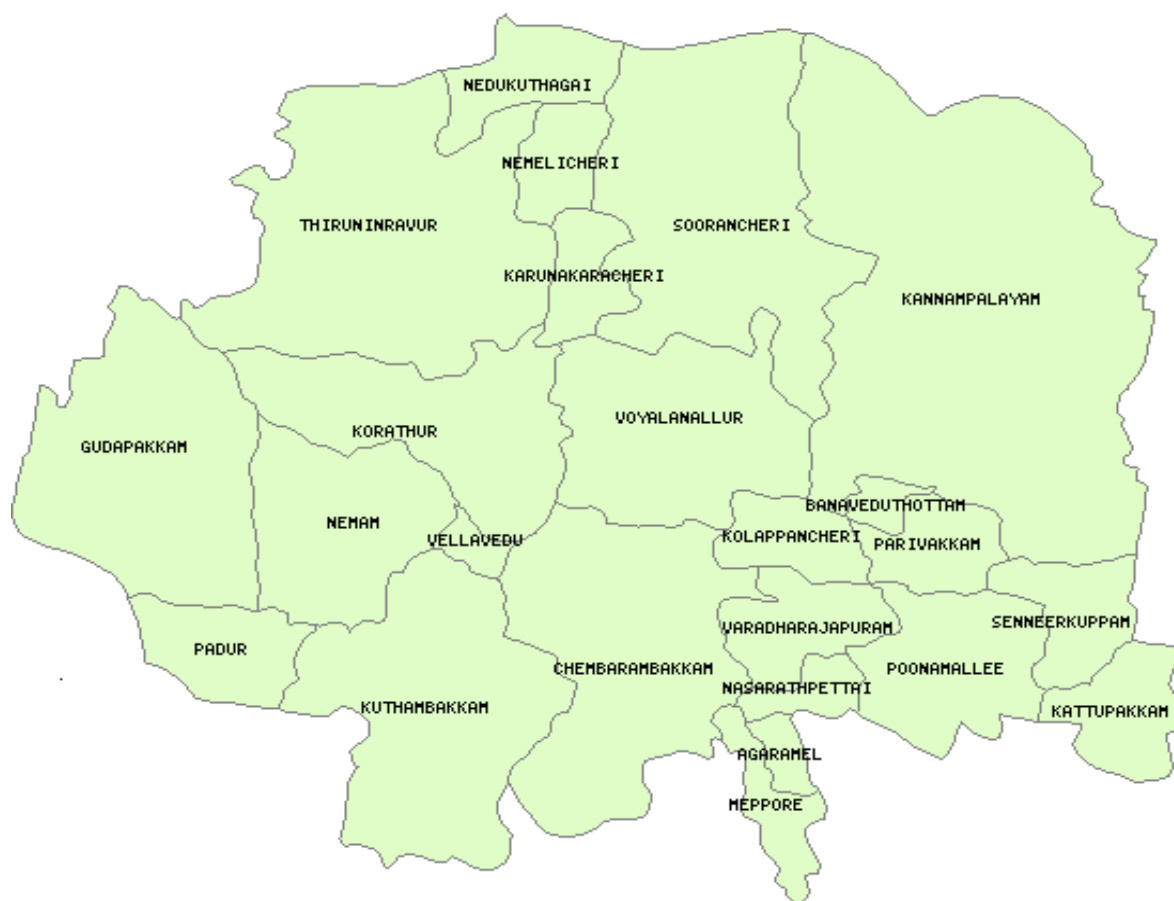 NEDUKUTHAGAI
NEMELICHERI
THIRUNINRAVUR
SOORANCHERI
KARUNAKARACHERI
KANNAMPALAYAM
GUDAPAKKAM
KORATHUR
VOYALANALLUR
BANAVEDUTHOTTAM
NEMAM
VELLAVEDU
KOLAPPANCHERI
PARIVAKKAM
VARADHARAJAPURAM
SENNEERKUPPAM
PADUR
CHEMBARAMBAKKAM
POONAMALLEE
NASARATHPETTAI
KUTHAMBAKKAM
KATTUPAKKAM
AGARAMEL
MEPPORE